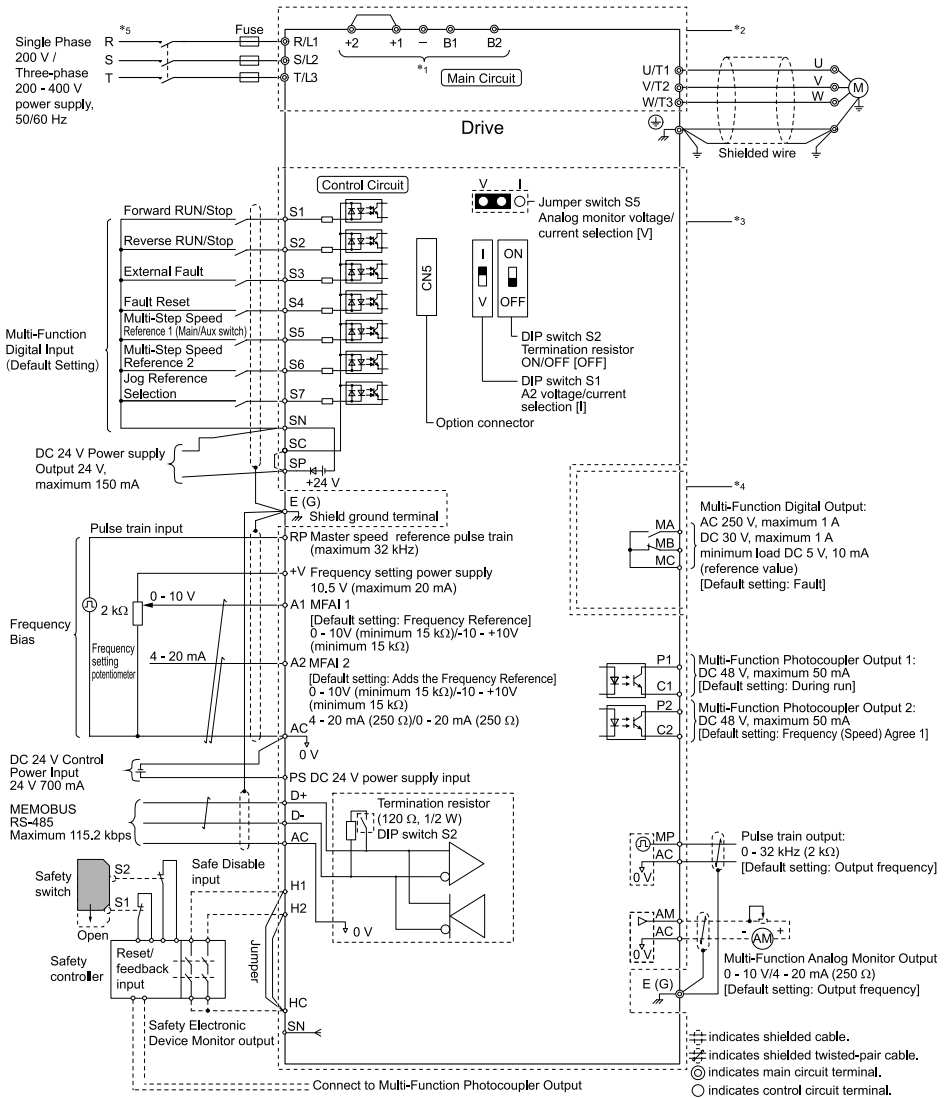 *5
Single Phase
200 V /
Three-phase
200 - 400 V
power supply,
50/60 Hz
R
S
T
Fuse
R/L1
S/L2
T/L3
+2 +1 − B1 B2
*1
Main Circuit
*2
U/T1
V/T2
W/T3
U
V
W
M
Drive
Shielded wire
Control Circuit
V I
Jumper switch S5
Analog monitor voltage/
current selection [V]
*3
Multi-Function
Digital Input
(Default Setting)
Forward RUN/Stop
S1
Reverse RUN/Stop
S2
External Fault
S3
Fault Reset
S4
Multi-Step Speed
Reference 1 (Main/Aux switch)
S5
Multi-Step Speed
Reference 2
S6
Jog Reference
Selection
S7
SN
SC
SP
+24 V
CN5
I
V
ON
OFF
DIP switch S2
Termination resistor
ON/OFF [OFF]
DIP switch S1
A2 voltage/current
selection [I]
Option connector
DC 24 V Power supply
Output 24 V,
maximum 150 mA
E (G)
Shield ground terminal
*4
MA
MB
MC
Multi-Function Digital Output:
AC 250 V, maximum 1 A
DC 30 V, maximum 1 A
minimum load DC 5 V, 10 mA
(reference value)
[Default setting: Fault]
Pulse train input
RP Master speed reference pulse train
(maximum 32 kHz)
+V Frequency setting power supply
10.5 V (maximum 20 mA)
0 - 10 V
2 kΩ
A1 MFAI 1
[Default setting: Frequency Reference]
0 - 10V (minimum 15 kΩ)/-10 - +10V
(minimum 15 kΩ)
Frequency
Bias
Frequency
setting
potentiometer
4 - 20 mA
A2 MFAI 2
[Default setting: Adds the Frequency Reference]
0 - 10V (minimum 15 kΩ)/-10 - +10V
(minimum 15 kΩ)
4 - 20 mA (250 Ω)/0 - 20 mA (250 Ω)
AC
0 V
P1
C1
Multi-Function Photocoupler Output 1:
DC 48 V, maximum 50 mA
[Default setting: During run]
P2
C2
Multi-Function Photocoupler Output 2:
DC 48 V, maximum 50 mA
[Default setting: Frequency (Speed) Agree 1]
DC 24 V Control
Power Input
24 V 700 mA
PS DC 24 V power supply input
MEMOBUS
RS-485
Maximum 115.2 kbps
D+
D-
AC
Termination resistor
(120 Ω, 1/2 W)
DIP switch S2
0 V
MP
AC
0 V
Pulse train output:
0 - 32 kHz (2 kΩ)
[Default setting: Output frequency]
Safe Disable
input
Safety
switch
S2
S1
Open
H1
H2
Jumper
AM
AC
0 V
- AM +
Multi-Function Analog Monitor Output
0 - 10 V/4 - 20 mA (250 Ω)
[Default setting: Output frequency]
E (G)
Safety
controller
Reset/
feedback
input
HC
SN
Safety Electronic
Device Monitor output
Connect to Multi-Function Photocoupler Output
indicates shielded cable.
indicates shielded twisted-pair cable.
indicates main circuit terminal.
indicates control circuit terminal.